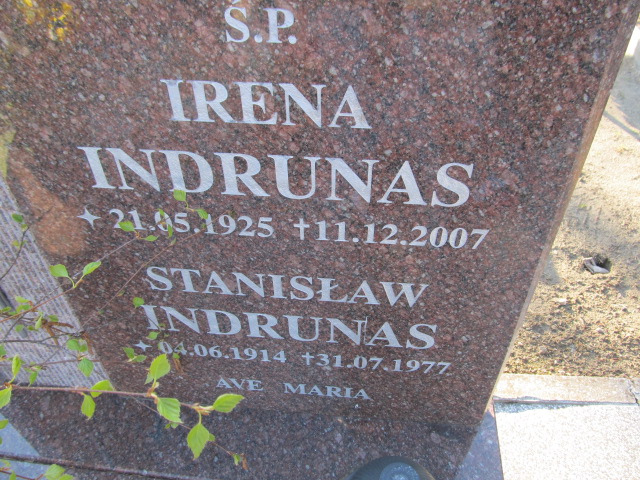 Ś.P.
IRENA
INDRUNAS
✦21.05.1925 ✝11.12.2007
STANISŁAW
INDRUNAS
✦04.06.1914 ✝31.07.1977
AVE MARIA